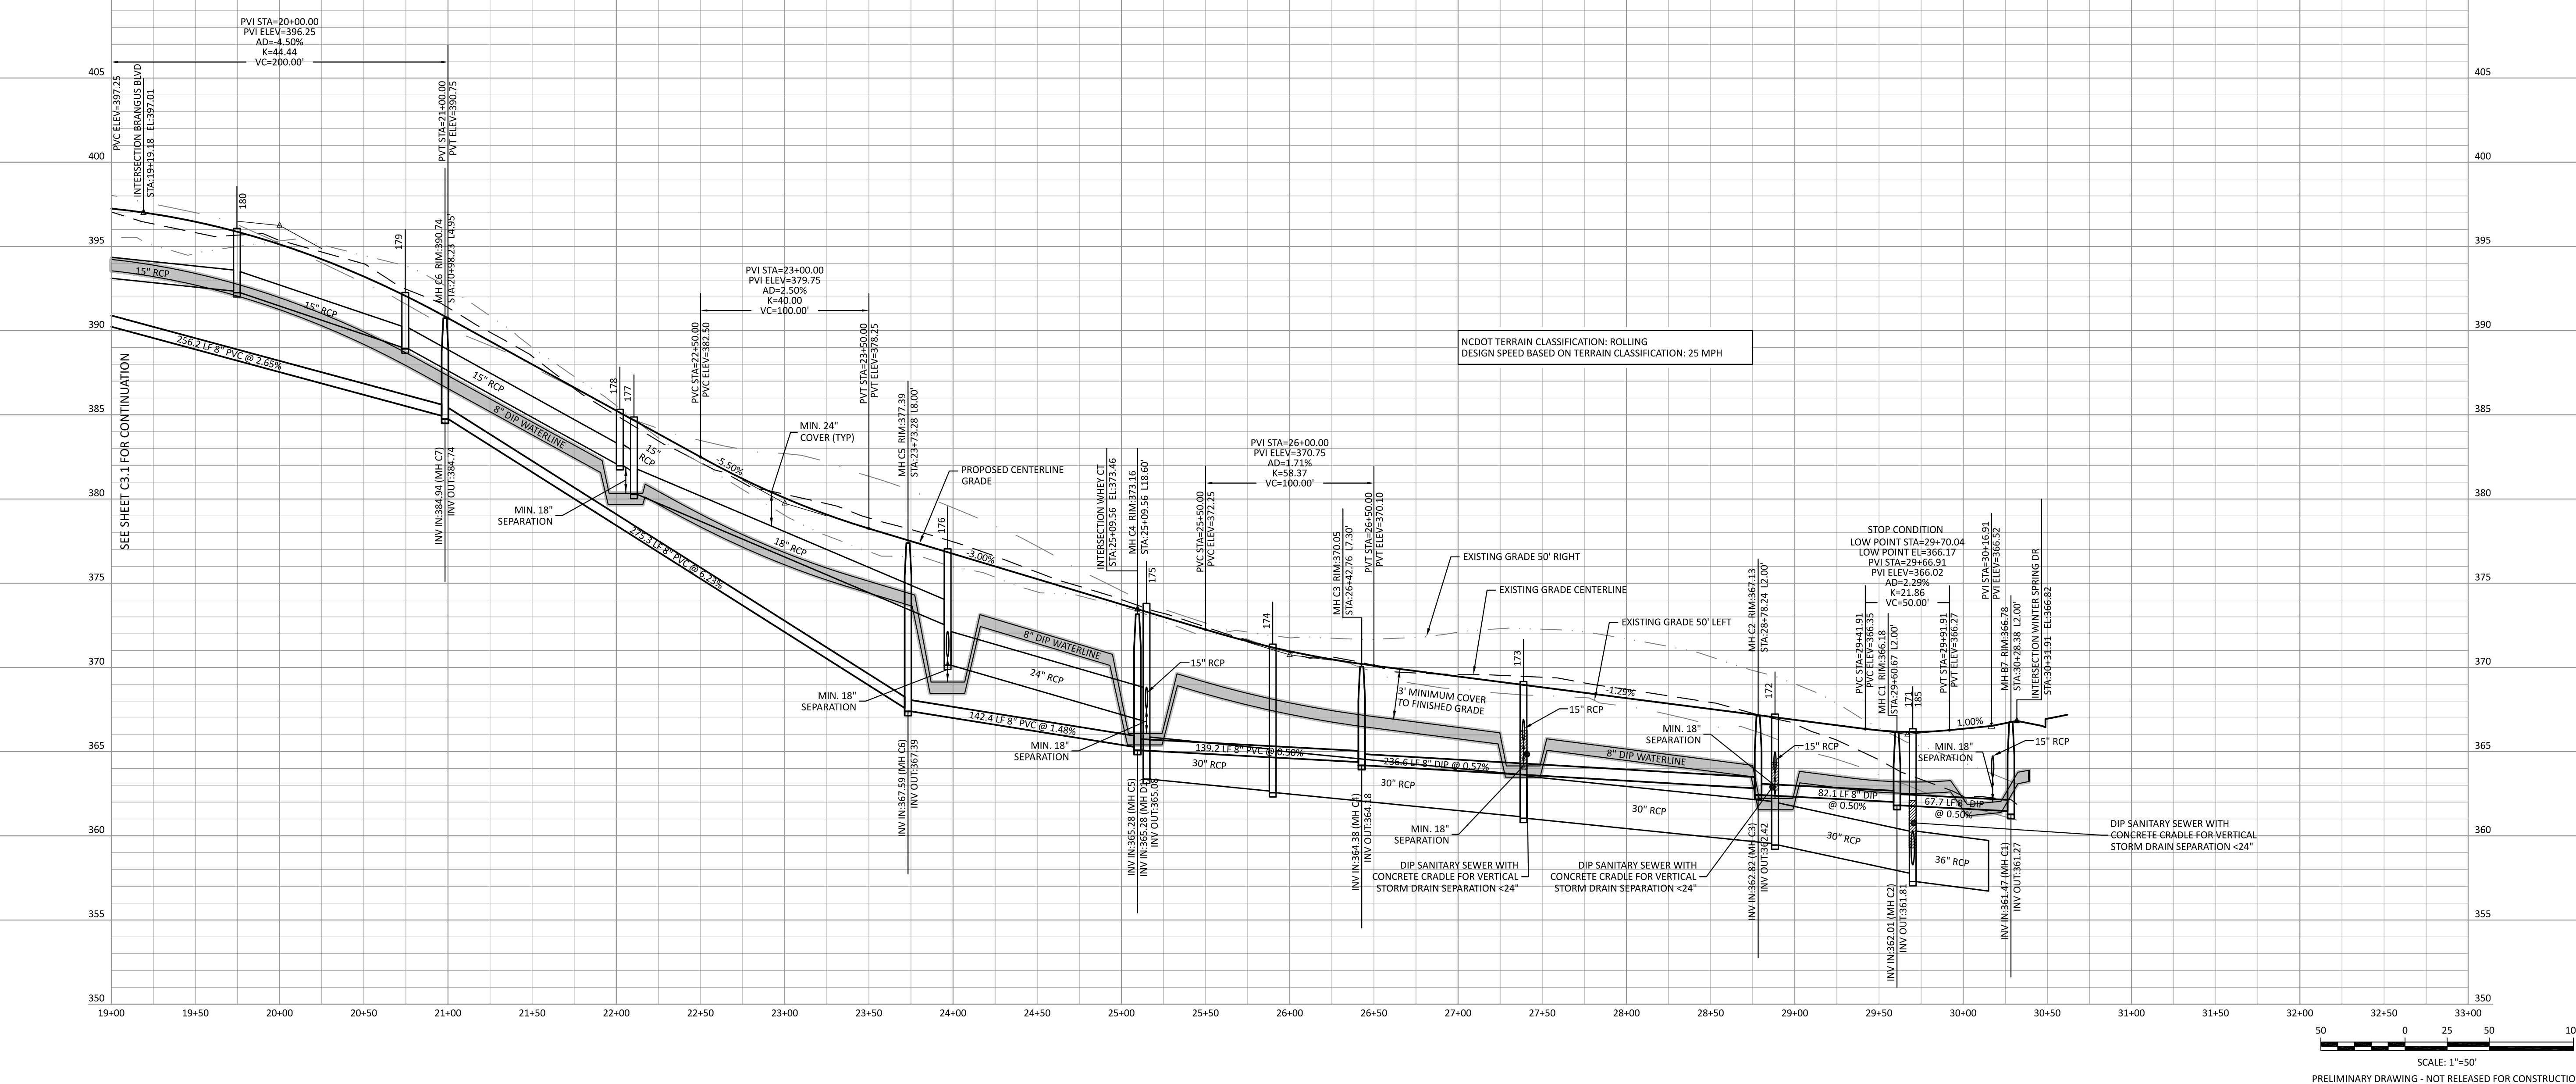 PVI STA=20+00.00
PVI ELEV=396.25
AD=-4.50%
K=44.44
VC=200.00'
PVC ELEV=397.25
INTERSECTION BRANGUS BLVD
STA:19+19.18 EL:397.01
PVT STA=21+00.00
PVT ELEV=390.75
405
400
395
390
385
380
375
370
365
360
355
350
180
179
MH C6 RIM:390.74
STA:20+98.23 L4.95'
15" RCP
15" RCP
256.2 LF 8" PVC @ 2.65%
SEE SHEET C3.1 FOR CONTINUATION
15" RCP
8" DIP WATERLINE
INV IN:384.94 (MH C7)
INV OUT:384.74
178
177
15"
RCP
MIN. 18"
SEPARATION
275.3 LF 8" PVC @ 6.23%
PVI STA=23+00.00
PVI ELEV=379.75
AD=2.50%
K=40.00
VC=100.00'
PVC STA=22+50.00
PVC ELEV=382.50
PVT STA=23+50.00
PVT ELEV=378.25
-5.50%
MIN. 24"
COVER (TYP)
18" RCP
MH C5 RIM:377.39
STA:23+73.28 L8.00'
PROPOSED CENTERLINE
GRADE
176
-3.00%
MIN. 18"
SEPARATION
INV IN:367.59 (MH C6)
INV OUT:367.39
8" DIP WATERLINE
24" RCP
142.4 LF 8" PVC @ 1.48%
INTERSECTION WHEY CT
STA:25+09.56 EL:373.46
MH C4 RIM:373.16
STA:25+09.56 L18.60'
175
15" RCP
MIN. 18"
SEPARATION
INV IN:365.28 (MH C5)
INV IN:365.28 (MH D1)
INV OUT:365.08
PVI STA=26+00.00
PVI ELEV=370.75
AD=1.71%
K=58.37
VC=100.00'
PVC STA=25+50.00
PVC ELEV=372.25
174
MH C3 RIM:370.05
STA:26+42.76 L7.30'
PVT STA=26+50.00
PVT ELEV=370.10
139.2 LF 8" PVC @ 0.50%
30" RCP
INV IN:364.38 (MH C4)
INV OUT:364.18
NCDOT TERRAIN CLASSIFICATION: ROLLING
DESIGN SPEED BASED ON TERRAIN CLASSIFICATION: 25 MPH
EXISTING GRADE 50' RIGHT
EXISTING GRADE CENTERLINE
EXISTING GRADE 50' LEFT
3' MINIMUM COVER
TO FINISHED GRADE
236.6 LF 8" DIP @ 0.57%
30" RCP
173
15" RCP
-1.29%
8" DIP WATERLINE
30" RCP
MIN. 18"
SEPARATION
DIP SANITARY SEWER WITH
CONCRETE CRADLE FOR VERTICAL
STORM DRAIN SEPARATION <24"
DIP SANITARY SEWER WITH
CONCRETE CRADLE FOR VERTICAL
STORM DRAIN SEPARATION <24"
MIN. 18"
SEPARATION
MH C2 RIM:367.13
STA:28+78.24 L2.00'
172
15" RCP
INV IN:362.82 (MH C3)
INV OUT:362.42
82.1 LF 8" DIP
@ 0.50%
30" RCP
STOP CONDITION
LOW POINT STA=29+70.04
LOW POINT EL=366.17
PVI STA=29+66.91
PVI ELEV=366.02
AD=2.29%
K=21.86
VC=50.00'
PVC STA=29+41.91
PVC ELEV=366.35
MH C1 RIM:366.18
STA:29+60.67 L2.00'
171
185
PVT STA=29+91.91
PVT ELEV=366.27
1.00%
MIN. 18"
SEPARATION
67.7 LF 8" DIP
@ 0.50%
36" RCP
INV IN:362.01 (MH C2)
INV OUT:361.81
PVI STA=30+16.91
PVI ELEV=366.52
MH B7 RIM:366.78
STA:30+28.38 L2.00'
INTERSECTION WINTER SPRING DR
STA:30+31.91 EL:366.82
15" RCP
INV IN:361.47 (MH C1)
INV OUT:361.27
DIP SANITARY SEWER WITH
CONCRETE CRADLE FOR VERTICAL
STORM DRAIN SEPARATION <24"
405
400
395
390
385
380
375
370
365
360
355
350
19+00 19+50 20+00 20+50 21+00 21+50 22+00 22+50 23+00 23+50 24+00 24+50 25+00 25+50 26+00 26+50 27+00 27+50 28+00 28+50 29+00 29+50 30+00 30+50 31+00 31+50 32+00 32+50 33+00
50 0 25 50 10
SCALE: 1"=50'
PRELIMINARY DRAWING - NOT RELEASED FOR CONSTRUCTIO